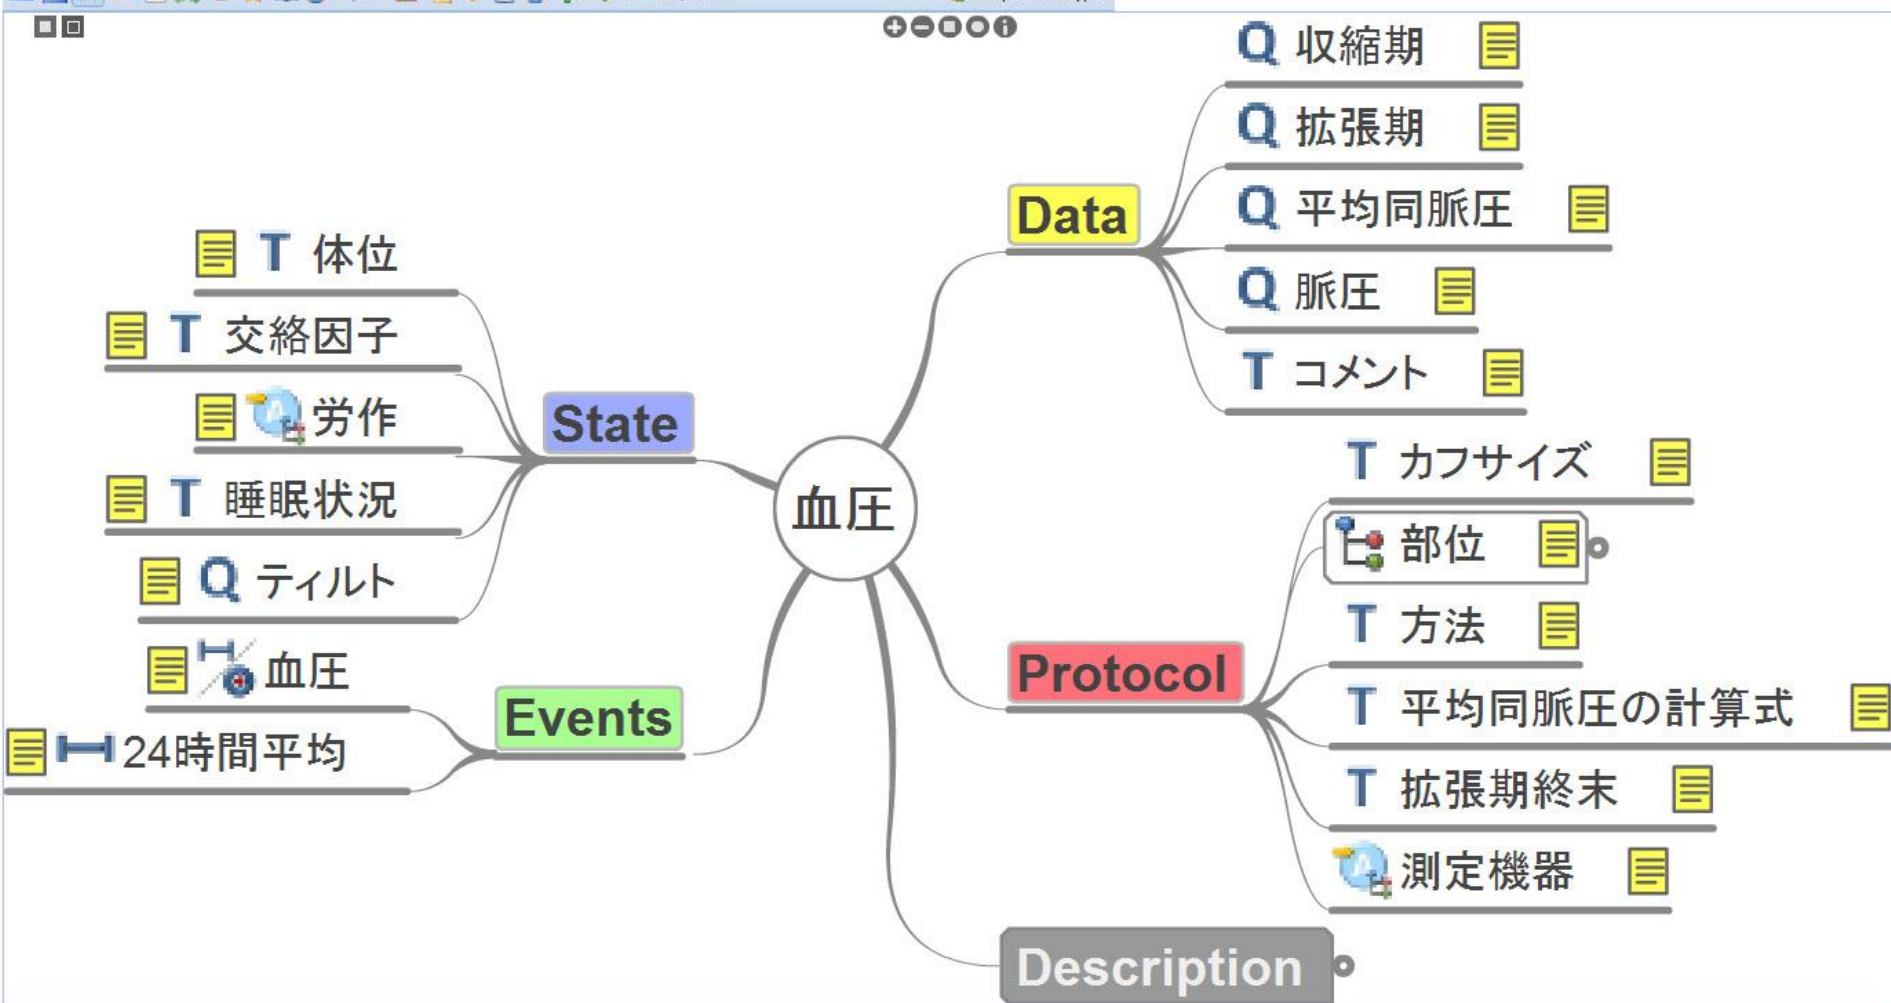 Data
収縮期
拡張期
平均同脈圧
脈圧
コメント
State
体位
交絡因子
労作
睡眠状況
ティルト
血圧
Events
血圧
24時間平均
Protocol
カフサイズ
部位
方法
平均同脈圧の計算式
拡張期終末
測定機器
Description